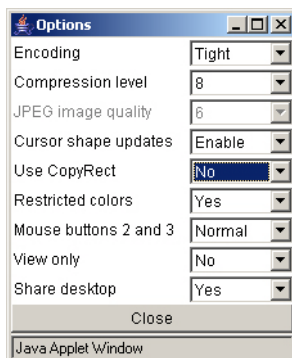 Options
Encoding Tight
Compression level 8
JPEG image quality 6
Cursor shape updates Enable
Use CopyRect No
Restricted colors Yes
Mouse buttons 2 and 3 Normal
View only No
Share desktop Yes
Close
Java Applet Window